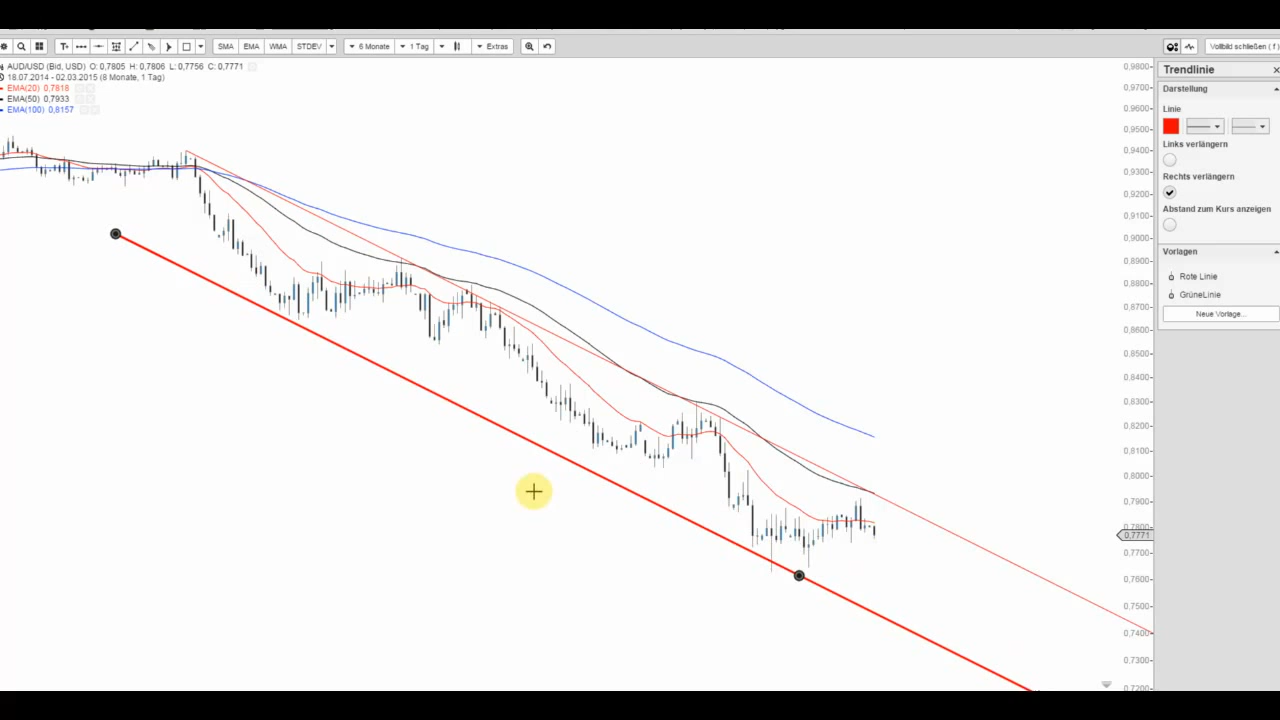 SMA EMA WMA STDEV 6 Monate 1 Tag Extras Vollbild schließen ( f )
AUD/USD (Bid, USD) O: 0,7805 H: 0,7806 L: 0,7756 C: 0,7771
18.07.2014 - 02.03.2015 (8 Monate, 1 Tag)
EMA(20) 0,7818
EMA(50) 0,7933
EMA(100) 0,8157
0,9800
0,9700
0,9600
0,9500
0,9400
0,9300
0,9200
0,9100
0,9000
0,8900
0,8800
0,8700
0,8600
0,8500
0,8400
0,8300
0,8200
0,8100
0,8000
0,7900
0,7800
0,7771
0,7700
0,7600
0,7500
0,7400
0,7300
0,7200
Trendlinie
Darstellung
Linie
Links verlängern
Rechts verlängern
Abstand zum Kurs anzeigen
Vorlagen
Rote Linie
GrüneLinie
Neue Vorlage...